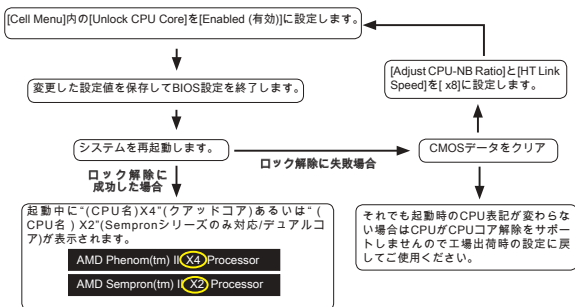 [Cell Menu]内の[Unlock CPU Core]を[Enabled (有効)]に設定します。
変更した設定値を保存してBIOS設定を終了します。
[Adjust CPU-NB Ratio]と[HT Link
Speed]を[ x8]に設定します。
システムを再起動します。
ロック解除に失敗場合
CMOSデータをクリア
ロック解除に
成功した場合
起動中に“(CPU名)X4”(クアッドコア)あるいは“ (
CPU名 ) X2”(Sempronシリーズのみ対応/デュアルコ
ア)が表示されます。
AMD Phenom(tm) II X4 Processor
AMD Sempron(tm) II X2 Processor
それでも起動時のCPU表記が変わらな
い場合はCPUがCPUコア解除をサポー
トしませんので工場出荷時の設定に戻
してご使用ください。